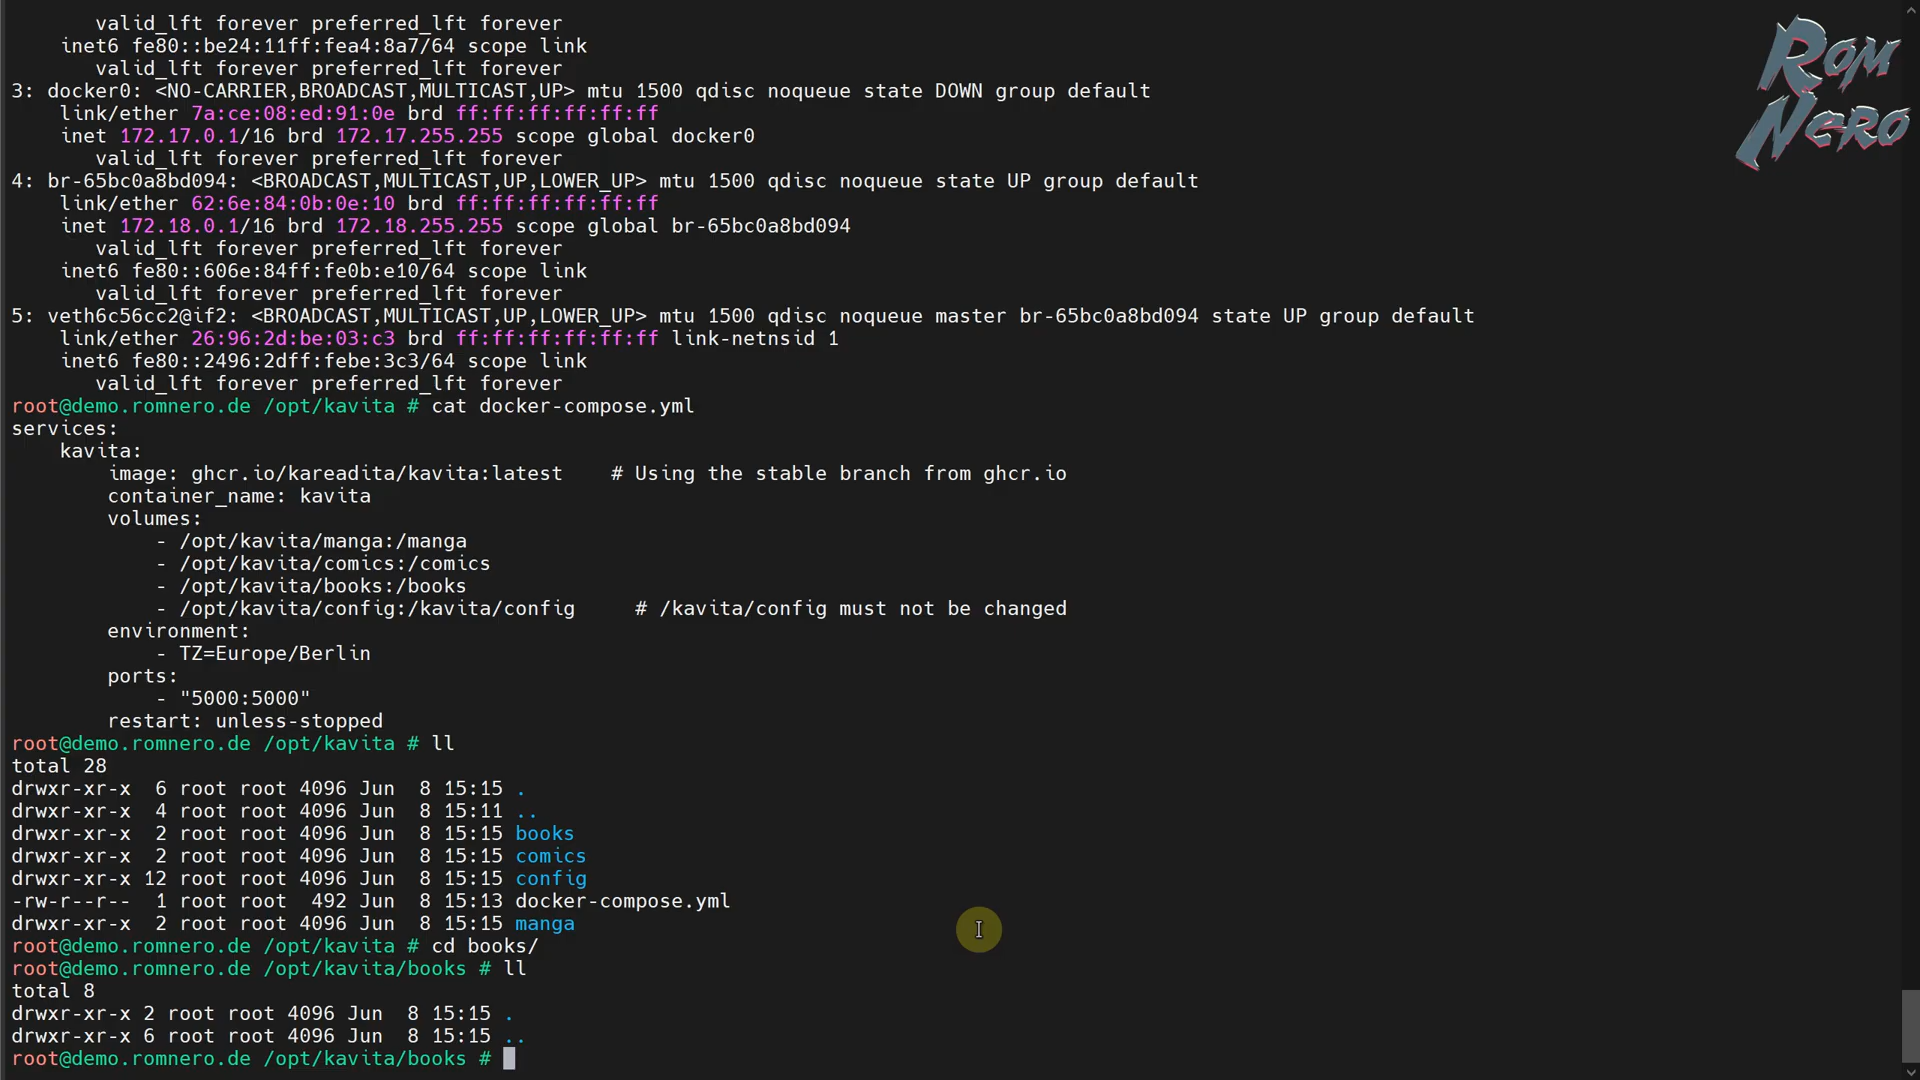 valid_lft forever preferred_lft forever
inet6 fe80::be24:11ff:fea4:8a7/64 scope link
valid_lft forever preferred_lft forever
3: docker0: <NO-CARRIER,BROADCAST,MULTICAST,UP> mtu 1500 qdisc noqueue state DOWN group default
link/ether 7a:ce:08:ed:91:0e brd ff:ff:ff:ff:ff:ff
inet 172.17.0.1/16 brd 172.17.255.255 scope global docker0
valid_lft forever preferred_lft forever
4: br-65bc0a8bd094: <BROADCAST,MULTICAST,UP,LOWER_UP> mtu 1500 qdisc noqueue state UP group default
link/ether 62:6e:84:0b:0e:10 brd ff:ff:ff:ff:ff:ff
inet 172.18.0.1/16 brd 172.18.255.255 scope global br-65bc0a8bd094
valid_lft forever preferred_lft forever
inet6 fe80::606e:84ff:fe0b:e10/64 scope link
valid_lft forever preferred_lft forever
5: veth6c56cc2@if2: <BROADCAST,MULTICAST,UP,LOWER_UP> mtu 1500 qdisc noqueue master br-65bc0a8bd094 state UP group default
link/ether 26:96:2d:be:03:c3 brd ff:ff:ff:ff:ff:ff link-netnsid 1
inet6 fe80::2496:2dff:febe:3c3/64 scope link
valid_lft forever preferred_lft forever
root@demo.romnero.de /opt/kavita # cat docker-compose.yml
services:
kavita:
image: ghcr.io/kareadita/kavita:latest    # Using the stable branch from ghcr.io
container_name: kavita
volumes:
- /opt/kavita/manga:/manga
- /opt/kavita/comics:/comics
- /opt/kavita/books:/books
- /opt/kavita/config:/kavita/config     # /kavita/config must not be changed
environment:
- TZ=Europe/Berlin
ports:
- "5000:5000"
restart: unless-stopped
root@demo.romnero.de /opt/kavita # ll
total 28
drwxr-xr-x  6 root root 4096 Jun  8 15:15 .
drwxr-xr-x  4 root root 4096 Jun  8 15:11 ..
drwxr-xr-x  2 root root 4096 Jun  8 15:15 books
drwxr-xr-x  2 root root 4096 Jun  8 15:15 comics
drwxr-xr-x 12 root root 4096 Jun  8 15:15 config
-rw-r--r--  1 root root  492 Jun  8 15:13 docker-compose.yml
drwxr-xr-x  2 root root 4096 Jun  8 15:15 manga
root@demo.romnero.de /opt/kavita # cd books/
root@demo.romnero.de /opt/kavita/books # ll
total 8
drwxr-xr-x 2 root root 4096 Jun  8 15:15 .
drwxr-xr-x 6 root root 4096 Jun  8 15:15 ..
root@demo.romnero.de /opt/kavita/books #
Rom
Nero